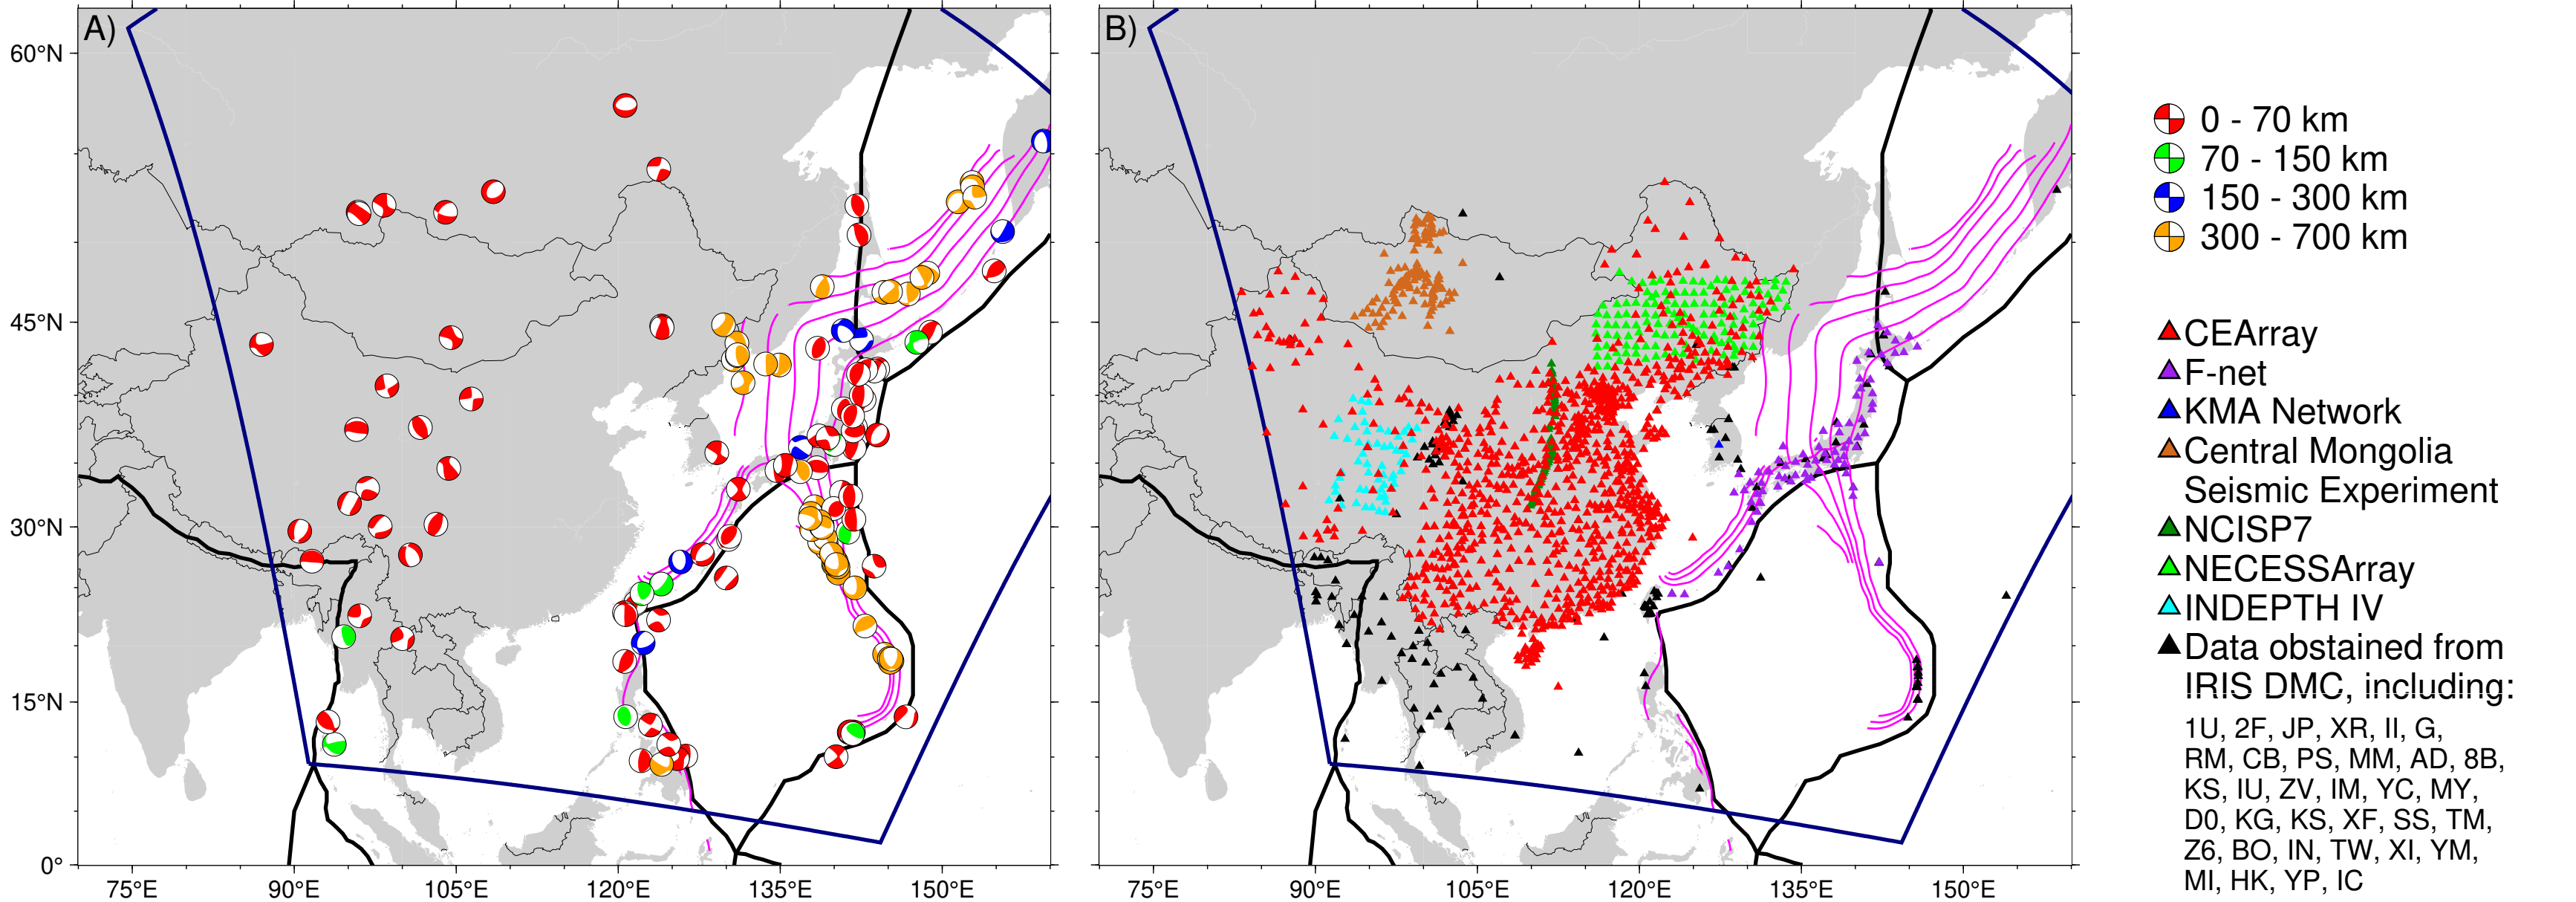 A)
60°N
45°N
30°N
15°N
0°
75°E
90°E
105°E
120°E
135°E
150°E
B)
75°E
90°E
105°E
120°E
135°E
150°E
0 - 70 km
70 - 150 km
150 - 300 km
300 - 700 km
CEArray
F-net
KMA Network
Central Mongolia
Seismic Experiment
NCISP7
NECESSArray
INDEPTH IV
Data obstained from
IRIS DMC, including:
1U, 2F, JP, XR, II, G,
RM, CB, PS, MM, AD, 8B,
KS, IU, ZV, IM, YC, MY,
D0, KG, KS, XF, SS, TM,
Z6, BO, IN, TW, XI, YM,
MI, HK, YP, IC